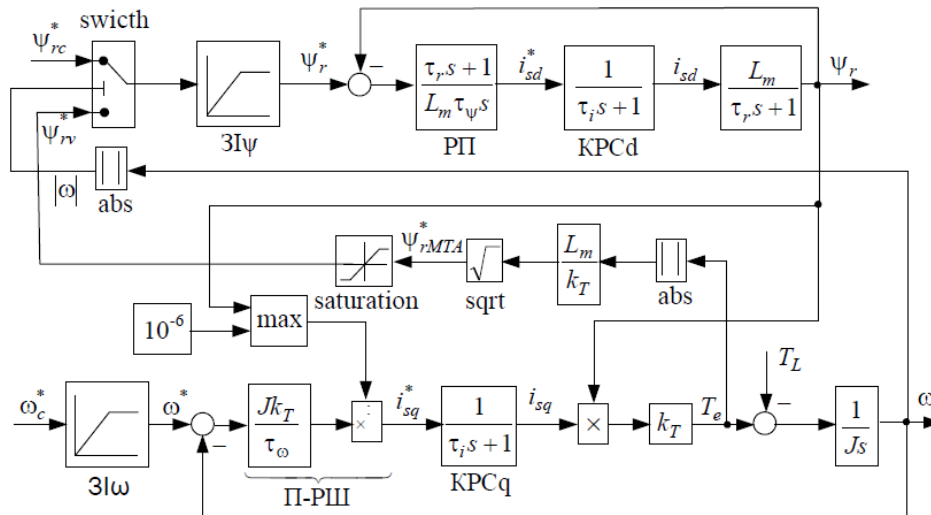 swicth
ψ*rc
ψ*rv
ЗІψ
ψ*r
−
τr s + 1
Lm τψ s
РП
i*sd
1
τi s + 1
КРСd
isd
Lm
τr s + 1
ψr
|ω|
abs
saturation
ψ*rMTA
√
sqrt
Lm
kT
abs
10-6
max
ω*c
ЗІω
ω*
−
JkT
τω
П-РШ
×
÷
i*sq
1
τi s + 1
КРСq
isq
×
kT
Te
TL
−
1
Js
ω